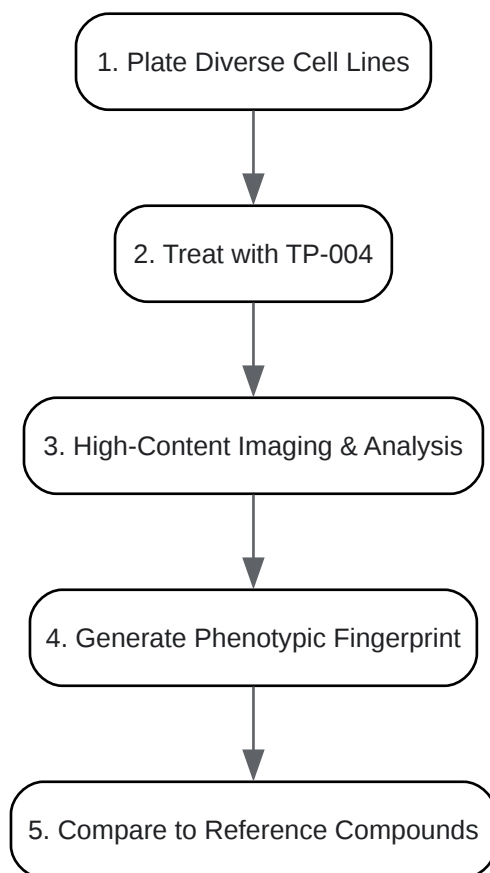 1. Plate Diverse Cell Lines
2. Treat with TP-004
3. High-Content Imaging & Analysis
4. Generate Phenotypic Fingerprint
5. Compare to Reference Compounds